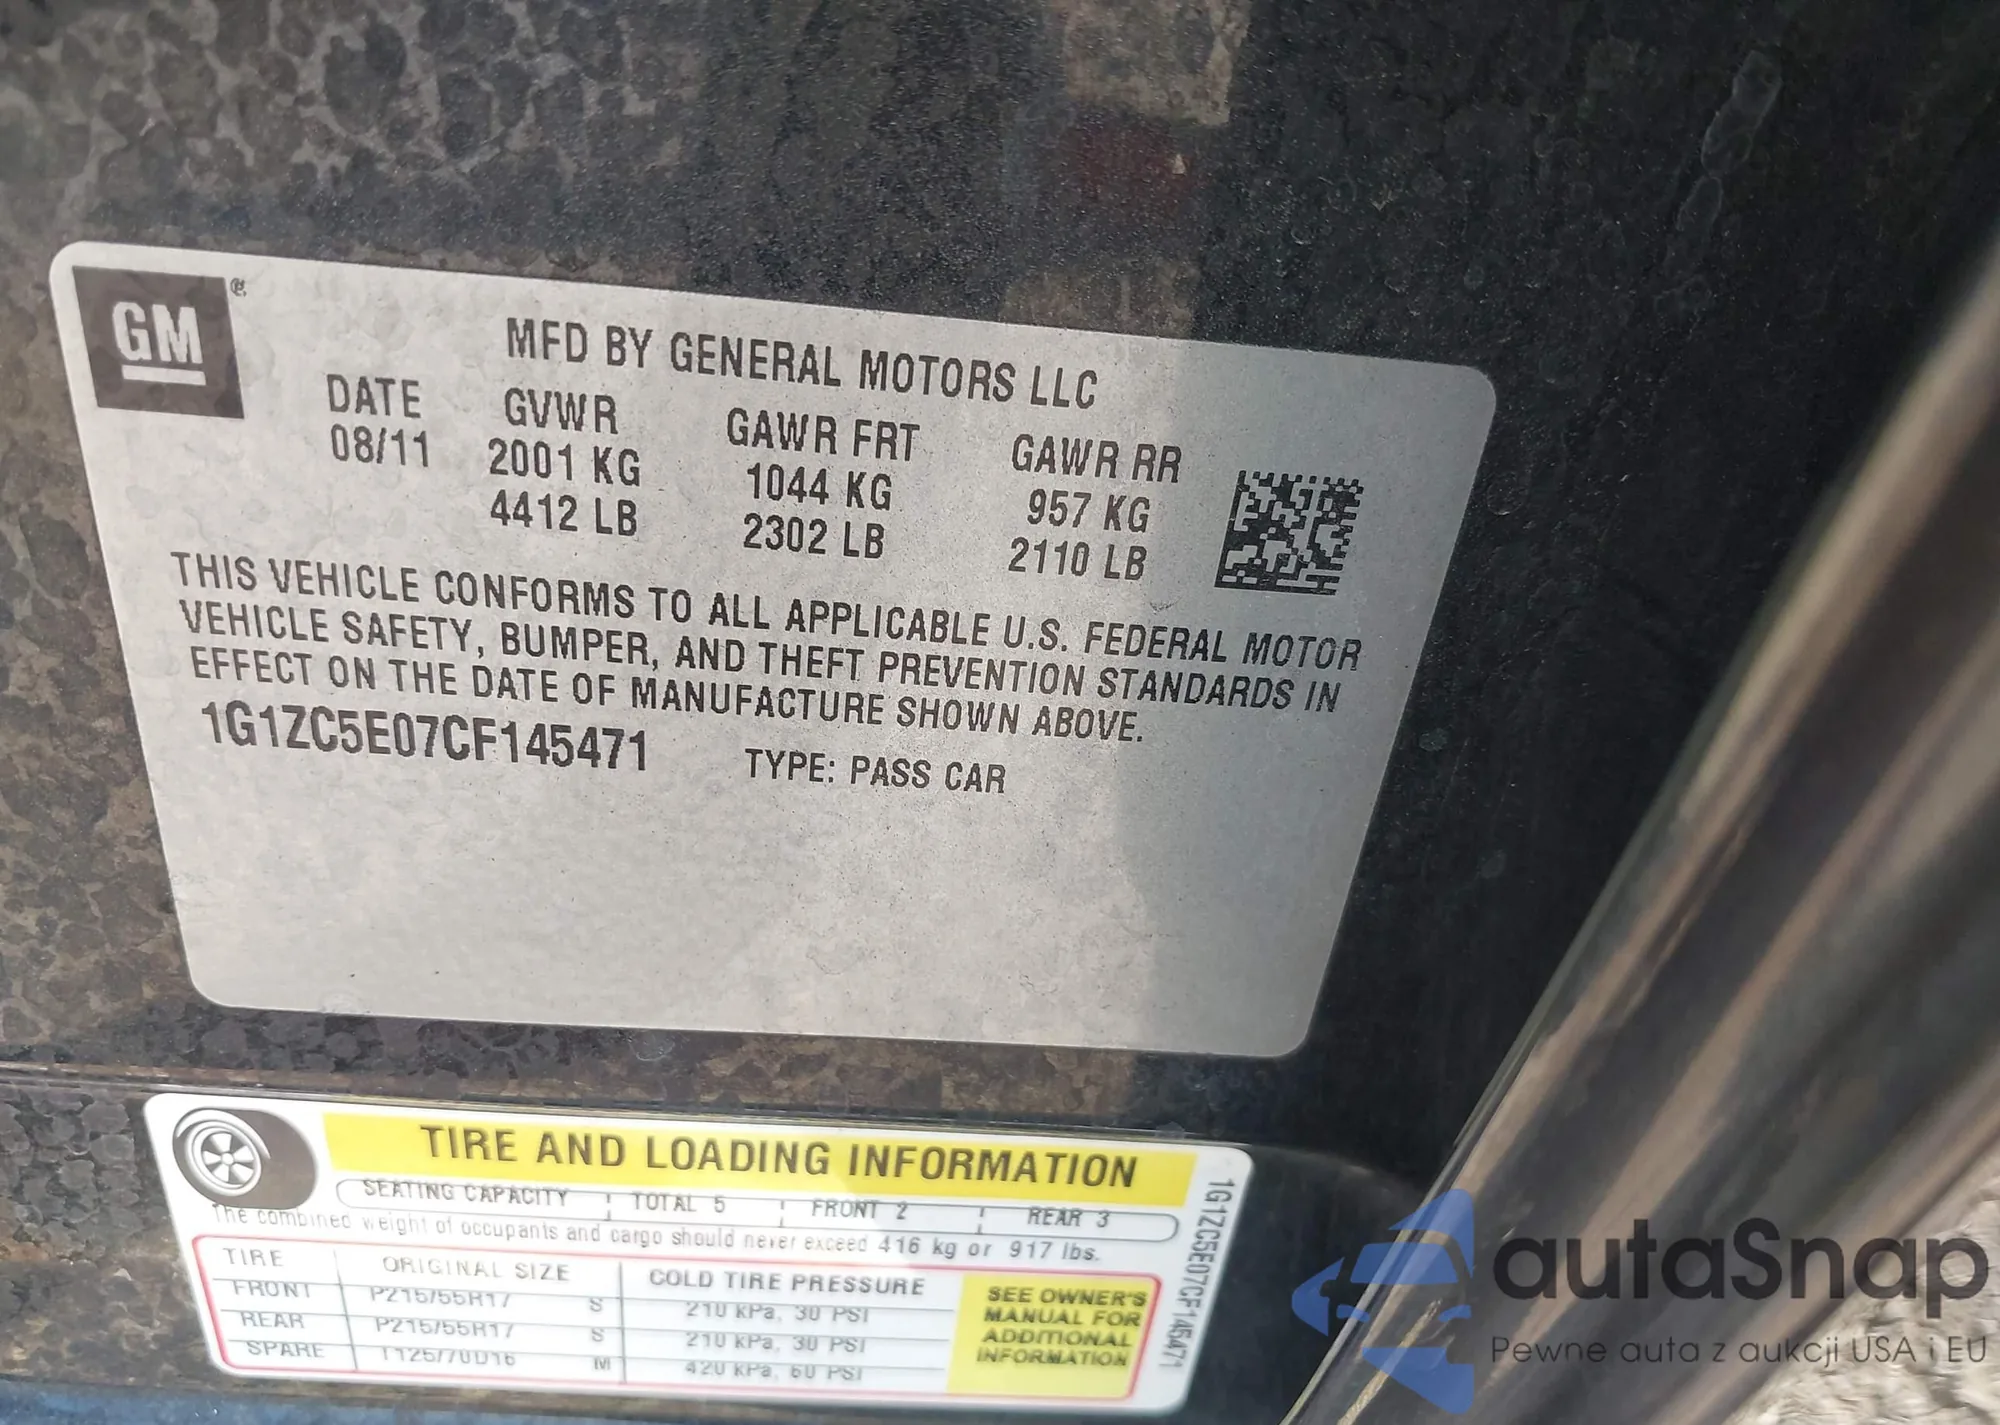 GM
MFD BY GENERAL MOTORS LLC
DATE GVWR GAWR FRT GAWR RR
08/11 2001 KG 1044 KG 957 KG
4412 LB 2302 LB 2110 LB
THIS VEHICLE CONFORMS TO ALL APPLICABLE U.S. FEDERAL MOTOR
VEHICLE SAFETY, BUMPER, AND THEFT PREVENTION STANDARDS IN
EFFECT ON THE DATE OF MANUFACTURE SHOWN ABOVE.
1G1ZC5E07CF145471 TYPE: PASS CAR
TIRE AND LOADING INFORMATION
SEATING CAPACITY TOTAL 5 FRONT 2 REAR 3
The combined weight of occupants and cargo should never exceed 416 kg or 917 lbs.
TIRE ORIGINAL SIZE COLD TIRE PRESSURE
FRONT P215/55R17 S 210 kPa, 30 PSI
REAR P215/55R17 S 210 kPa, 30 PSI
SPARE T125/70D16 M 420 kPa, 60 PSI
SEE OWNER'S
MANUAL FOR
ADDITIONAL
INFORMATION
1G1ZC5E07CF145471
autaSnap
Pewne auta z aukcji USA i EU